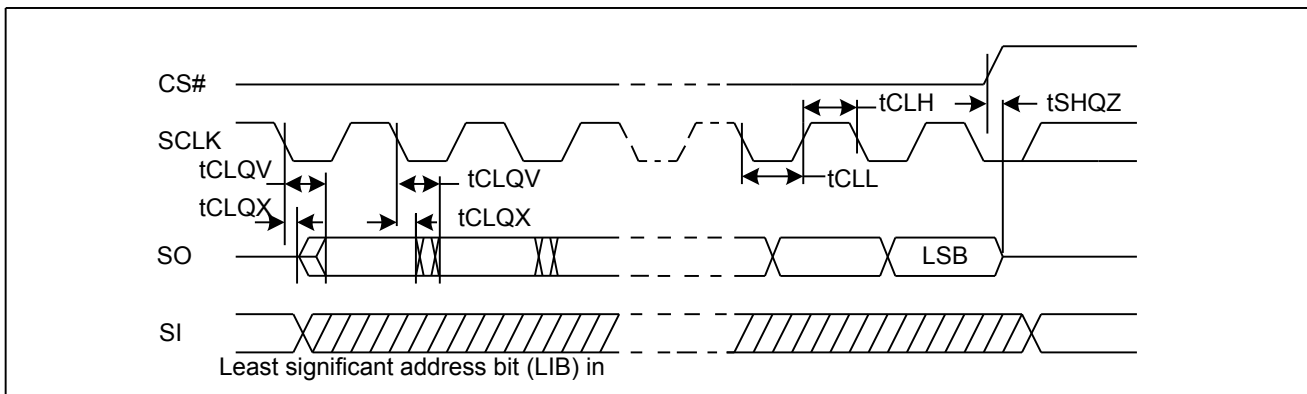 CS#
tCLH
tSHQZ
SCLK
tCLQV
tCLQV
tCLL
tCLQX
tCLQX
SO
LSB
SI
Least significant address bit (LIB) in